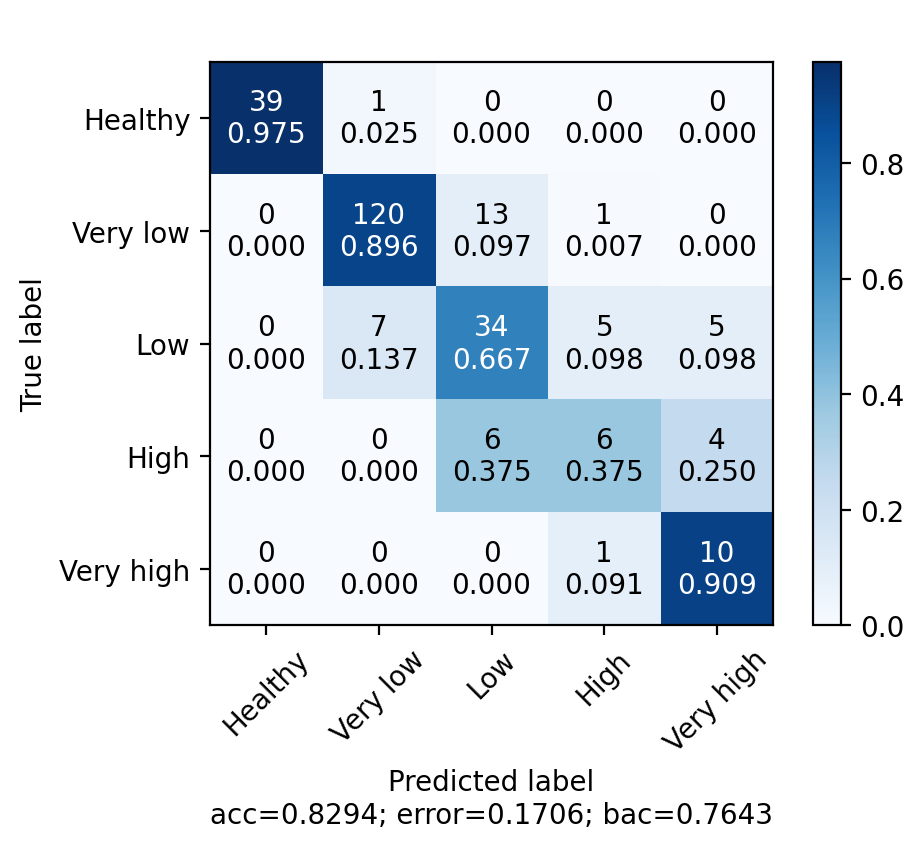 Healthy 39 1 0 0 0
0.975 0.025 0.000 0.000 0.000
0.8
Very low 0 120 13 1 0
0.000 0.896 0.097 0.007 0.000
0.6
True label
Low 0 7 34 5 5
0.000 0.137 0.667 0.098 0.098
0.4
High 0 0 6 6 4
0.000 0.000 0.375 0.375 0.250
0.2
Very high 0 0 0 1 10
0.000 0.000 0.000 0.091 0.909
0.0
Healthy Very low Low High Very high
Predicted label
acc=0.8294; error=0.1706; bac=0.7643